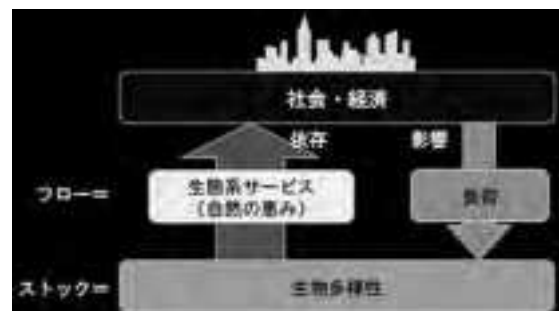 社会・経済
依存 影響
フロー＝
生態系サービス
(自然の恵み)
負荷
ストック＝
生物多様性